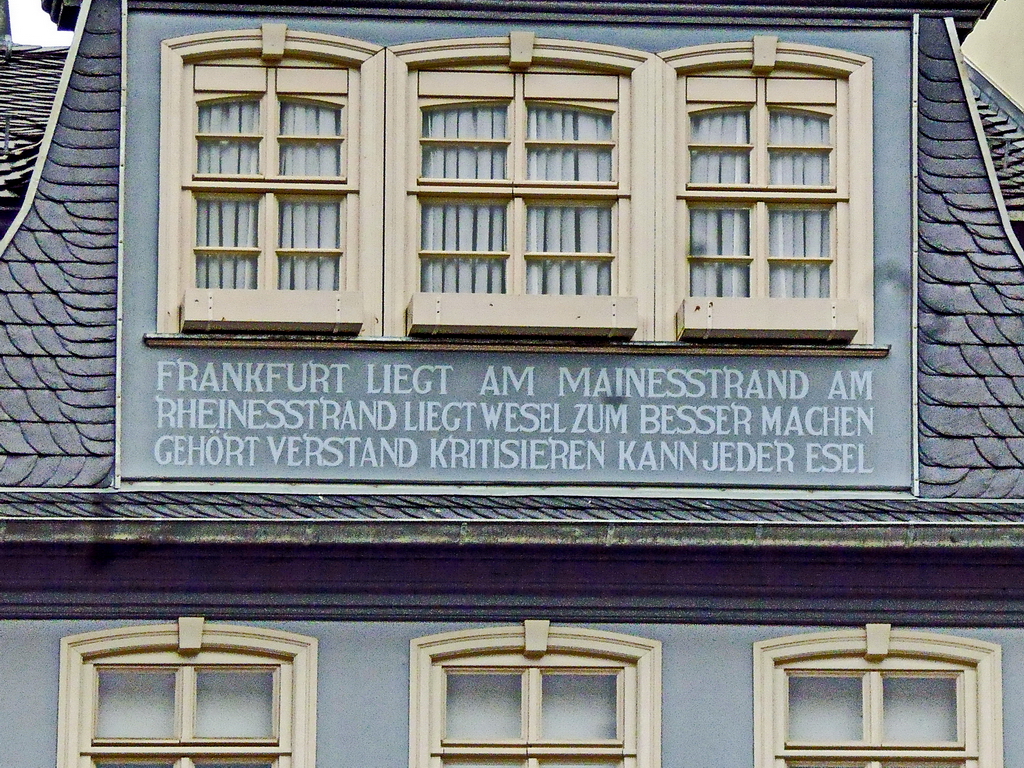 FRANKFURT LIEGT AM MAINESSTRAND AM
RHEINESSTRAND LIEGT WESEL ZUM BESSER MACHEN
GEHÖRT VERSTAND KRITISIEREN KANN JEDER ESEL